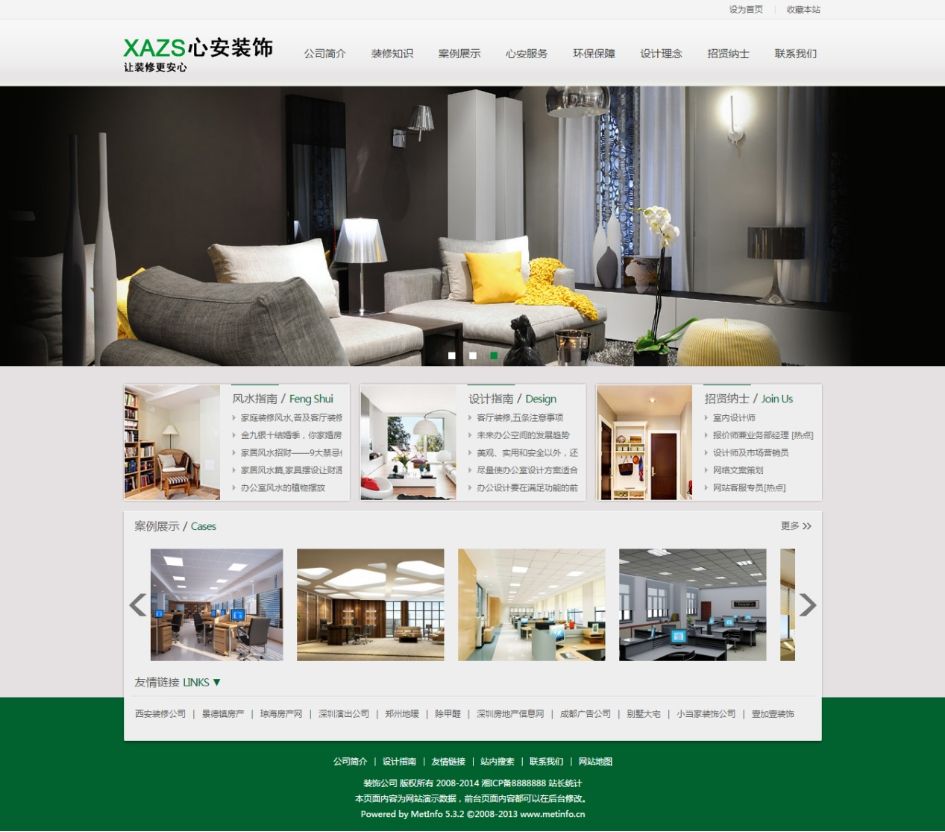 设为首页 | 收藏本站
XAZS心安装饰
让装修更安心
公司简介 装修知识 案例展示 心安服务 环保保障 设计理念 招贤纳士 联系我们
风水指南 / Feng Shui
家庭装修风水,普及客厅装修
金九银十结婚季，你家婚房
家居风水招财——9大禁忌
家居风水篇,家具摆设让财源
办公室风水的植物摆放
设计指南 / Design
客厅装修,五条注意事项
未来办公空间的发展趋势
美观、实用和安全以外，还
尽量使办公室设计方案适合
办公设计要在满足功能的前
招贤纳士 / Join Us
室内设计师
报价师兼业务部经理 [热点]
设计师及市场营销员
网络文案策划
网站客服专员[热点]
案例展示 / Cases
更多
友情链接 LINKS ▼
西安装修公司 | 景德镇房产 | 琼海房产网 | 深圳演出公司 | 郑州地暖 | 除甲醛 | 深圳房地产信息网 | 成都广告公司 | 别墅大宅 | 小当家装饰公司 | 壹加壹装饰
公司简介 | 设计指南 | 友情链接 | 站内搜索 | 联系我们 | 网站地图
装饰公司 版权所有 2008-2014 湘ICP备8888888 站长统计
本页面内容为网站演示数据，前台页面内容都可以在后台修改。
Powered by MetInfo 5.3.2 ©2008-2013 www.metinfo.cn